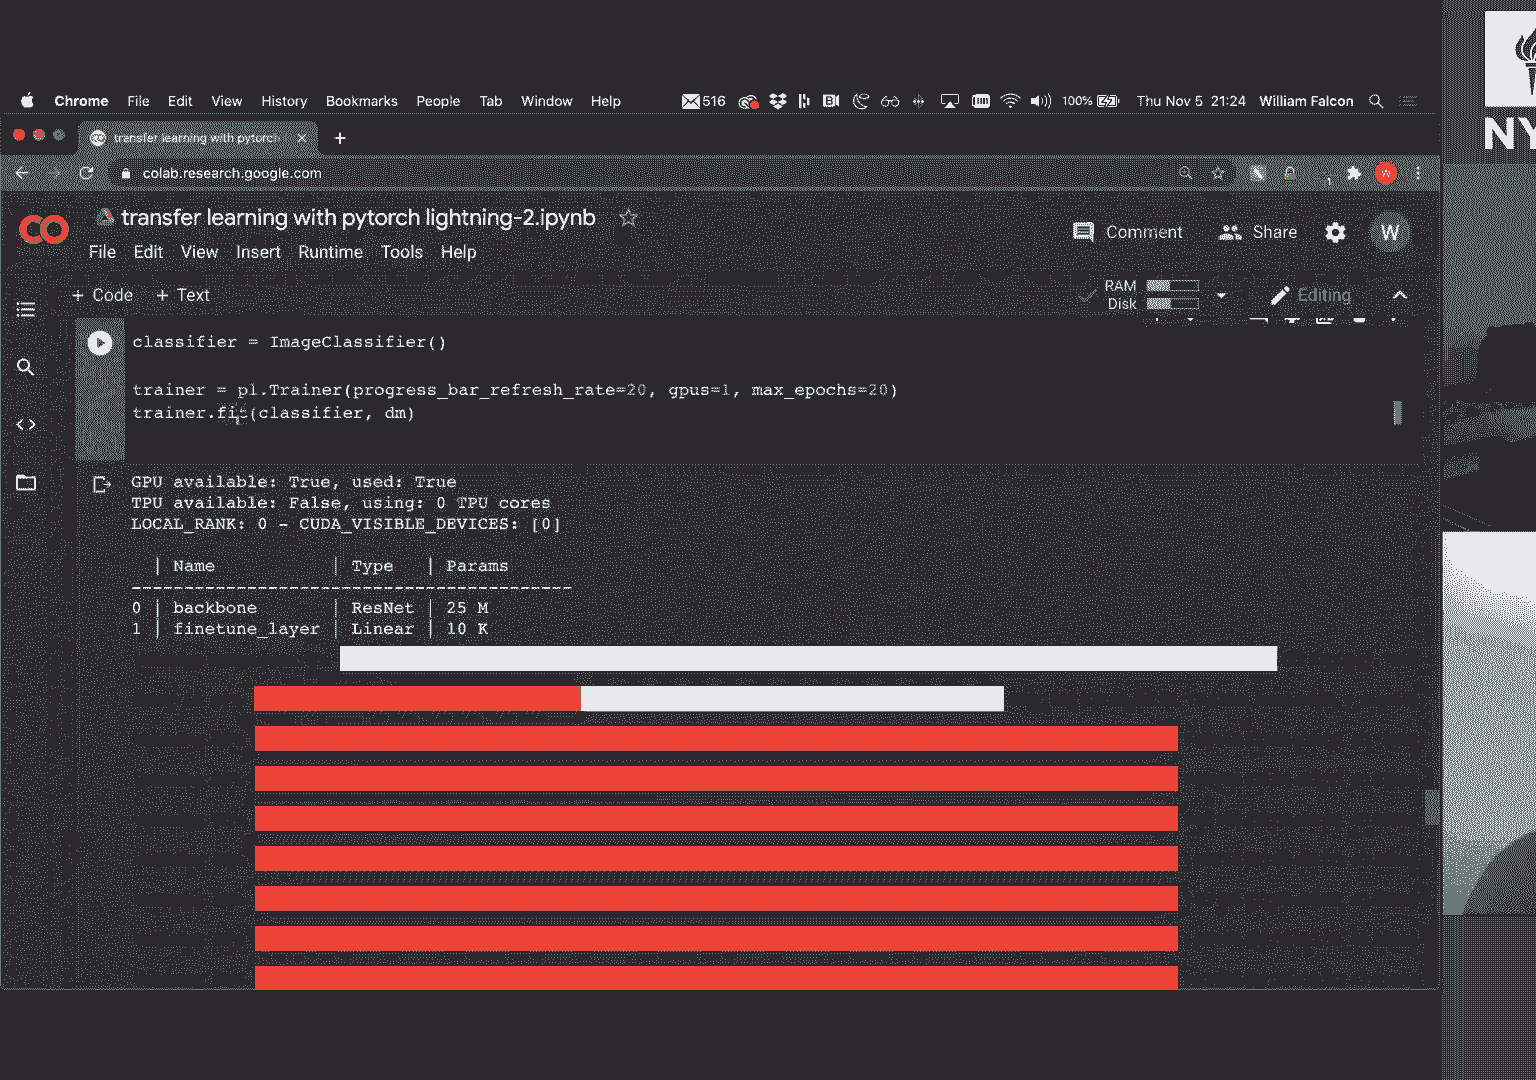 Chrome File Edit View History Bookmarks People Tab Window Help 516 100% Thu Nov 5 21:24 William Falcon
transfer learning with pytorch
colab.research.google.com
transfer learning with pytorch lightning-2.ipynb
File Edit View Insert Runtime Tools Help
Comment Share W
+ Code + Text
RAM
Disk
Editing
classifier = ImageClassifier()
trainer = pl.Trainer(progress_bar_refresh_rate=20, gpus=1, max_epochs=20)
trainer.fit(classifier, dm)
GPU available: True, used: True
TPU available: False, using: 0 TPU cores
LOCAL_RANK: 0 - CUDA_VISIBLE_DEVICES: [0]
| Name | Type | Params
------------------------------------------
0 | backbone | ResNet | 25 M
1 | finetune_layer | Linear | 10 K
NY